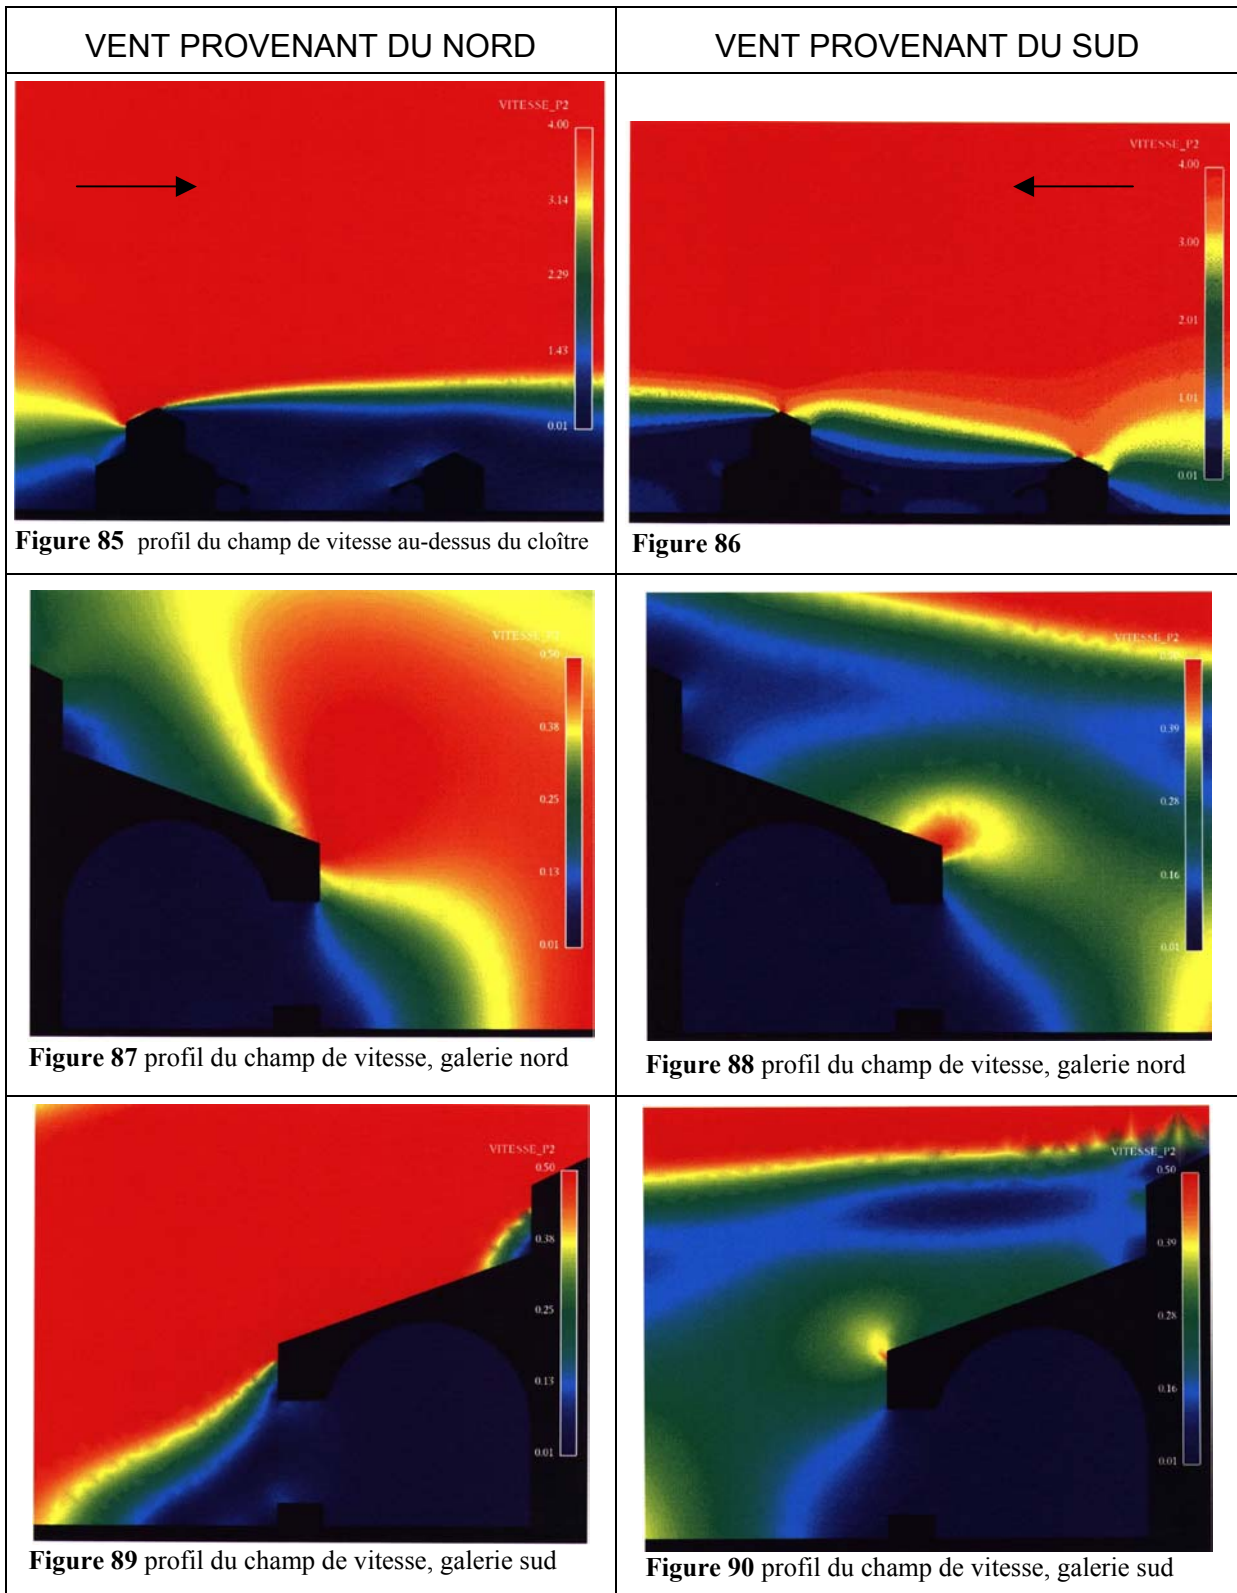 VENT PROVENANT DU NORD
VENT PROVENANT DU SUD
VITESSE_P2
4.00
3.14
2.29
1.43
0.01
VITESSE_P2
4.00
3.00
2.01
1.01
0.01
Figure 85 profil du champ de vitesse au-dessus du cloître
Figure 86
0.50
0.38
0.25
0.13
0.01
VITESSE_P2
0.39
0.28
0.16
0.01
Figure 87 profil du champ de vitesse, galerie nord
Figure 88 profil du champ de vitesse, galerie nord
VITESSE_P2
0.50
0.38
0.25
0.13
0.01
VITESSE_P2
0.50
0.39
0.28
0.16
0.01
Figure 89 profil du champ de vitesse, galerie sud
Figure 90 profil du champ de vitesse, galerie sud